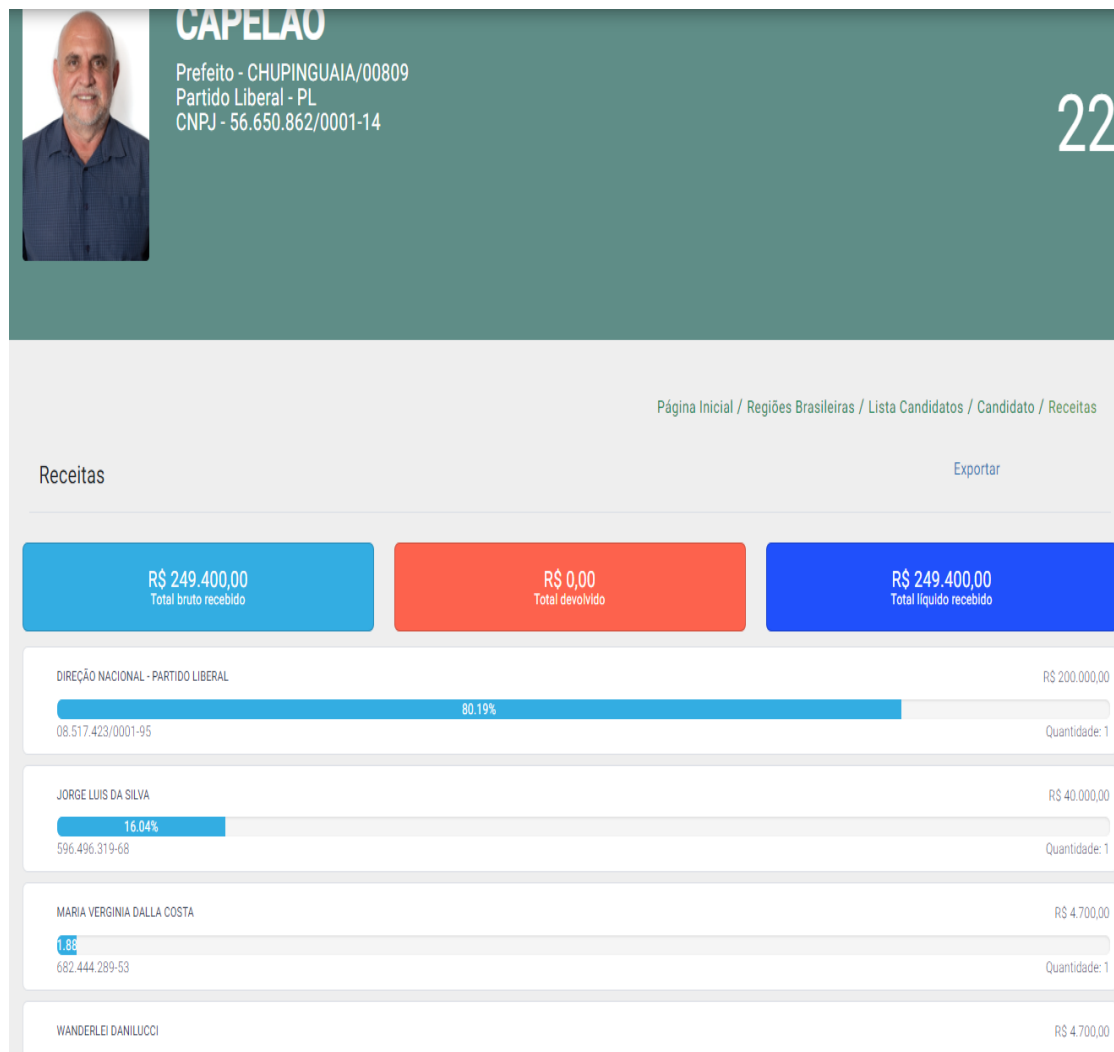 CAPELÃO
Prefeito - CHUPINGUAIA/00809
Partido Liberal - PL
CNPJ - 56.650.862/0001-14
22
Página Inicial / Regiões Brasileiras / Lista Candidatos / Candidato / Receitas
Receitas
Exportar
R$ 249.400,00
Total bruto recebido
R$ 0,00
Total devolvido
R$ 249.400,00
Total líquido recebido
DIREÇÃO NACIONAL - PARTIDO LIBERAL
R$ 200.000,00
80.19%
08.517.423/0001-95
Quantidade: 1
JORGE LUIS DA SILVA
R$ 40.000,00
16.04%
596.496.319-68
Quantidade: 1
MARIA VERGINIA DALLA COSTA
R$ 4.700,00
1.88
682.444.289-53
Quantidade: 1
WANDERLEI DANILUCCI
R$ 4.700,00